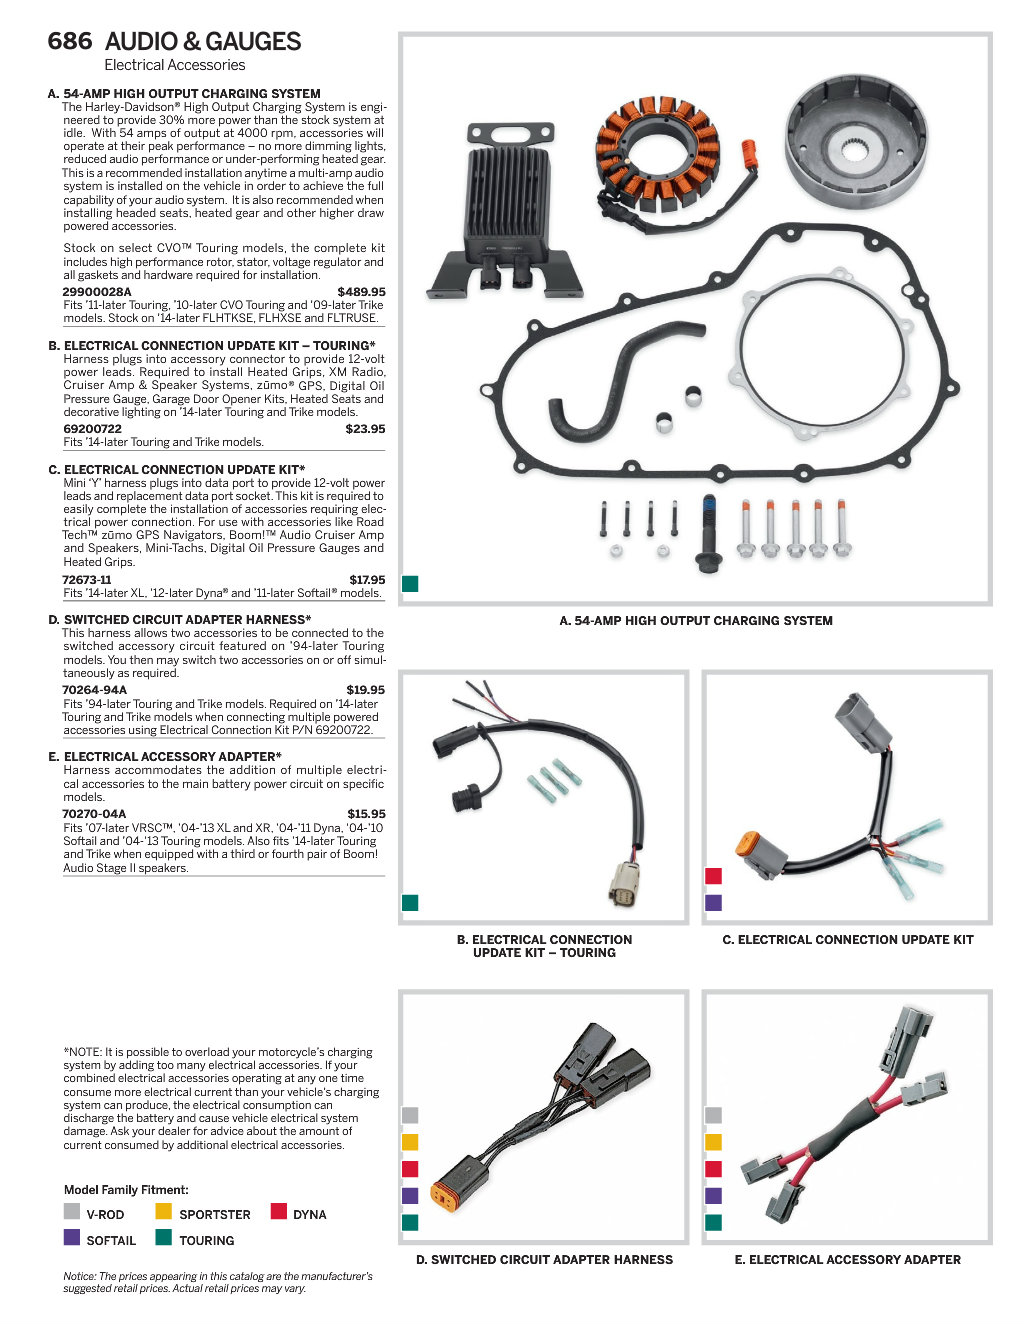 686 AUDIO & GAUGES
Electrical Accessories
A. 54-AMP HIGH OUTPUT CHARGING SYSTEM
The Harley-Davidson® High Output Charging System is engi-
neered to provide 30% more power than the stock system at
idle. With 54 amps of output at 4000 rpm, accessories will
operate at their peak performance – no more dimming lights,
reduced audio performance or under-performing heated gear.
This is a recommended installation anytime a multi-amp audio
system is installed on the vehicle in order to achieve the full
capability of your audio system. It is also recommended when
installing headed seats, heated gear and other higher draw
powered accessories.
Stock on select CVO™ Touring models, the complete kit
includes high performance rotor, stator, voltage regulator and
all gaskets and hardware required for installation.
29900028A $489.95
Fits ’11-later Touring, ’10-later CVO Touring and ‘09-later Trike
models. Stock on ’14-later FLHTKSE, FLHXSE and FLTRUSE.
B. ELECTRICAL CONNECTION UPDATE KIT – TOURING*
Harness plugs into accessory connector to provide 12-volt
power leads. Required to install Heated Grips, XM Radio,
Cruiser Amp & Speaker Systems, zūmo® GPS, Digital Oil
Pressure Gauge, Garage Door Opener Kits, Heated Seats and
decorative lighting on ’14-later Touring and Trike models.
69200722 $23.95
Fits ’14-later Touring and Trike models.
C. ELECTRICAL CONNECTION UPDATE KIT*
Mini ‘Y’ harness plugs into data port to provide 12-volt power
leads and replacement data port socket. This kit is required to
easily complete the installation of accessories requiring elec-
trical power connection. For use with accessories like Road
Tech™ zūmo GPS Navigators, Boom!™ Audio Cruiser Amp
and Speakers, Mini-Tachs, Digital Oil Pressure Gauges and
Heated Grips.
72673-11 $17.95
Fits ’14-later XL, ’12-later Dyna® and ’11-later Softail® models.
D. SWITCHED CIRCUIT ADAPTER HARNESS*
This harness allows two accessories to be connected to the
switched accessory circuit featured on ’94-later Touring
models. You then may switch two accessories on or off simul-
taneously as required.
70264-94A $19.95
Fits ’94-later Touring and Trike models. Required on ’14-later
Touring and Trike models when connecting multiple powered
accessories using Electrical Connection Kit P/N 69200722.
E. ELECTRICAL ACCESSORY ADAPTER*
Harness accommodates the addition of multiple electri-
cal accessories to the main battery power circuit on specific
models.
70270-04A $15.95
Fits ’07-later VRSC™, ’04-’13 XL and XR, ’04-’11 Dyna, ’04-’10
Softail and ’04-’13 Touring models. Also fits ’14-later Touring
and Trike when equipped with a third or fourth pair of Boom!
Audio Stage II speakers.
*NOTE: It is possible to overload your motorcycle’s charging
system by adding too many electrical accessories. If your
combined electrical accessories operating at any one time
consume more electrical current than your vehicle’s charging
system can produce, the electrical consumption can
discharge the battery and cause vehicle electrical system
damage. Ask your dealer for advice about the amount of
current consumed by additional electrical accessories.
Model Family Fitment:
V-ROD SPORTSTER DYNA
SOFTAIL TOURING
Notice: The prices appearing in this catalog are the manufacturer’s
suggested retail prices. Actual retail prices may vary.
A. 54-AMP HIGH OUTPUT CHARGING SYSTEM
B. ELECTRICAL CONNECTION
UPDATE KIT – TOURING
C. ELECTRICAL CONNECTION UPDATE KIT
D. SWITCHED CIRCUIT ADAPTER HARNESS
E. ELECTRICAL ACCESSORY ADAPTER